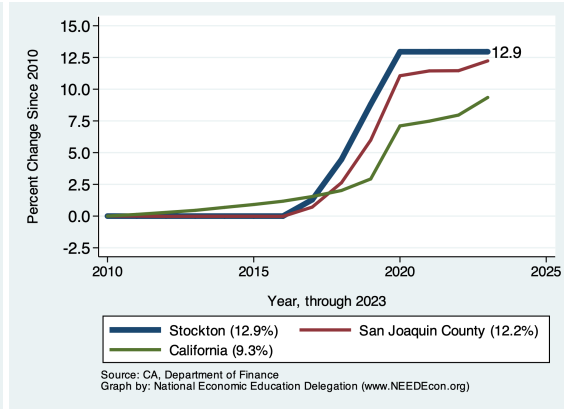 Percent Change Since 2010
15.0
12.5
10.0
7.5
5.0
2.5
0.0
-2.5
12.9
2010 2015 2020 2025
Year, through 2023
Stockton (12.9%) San Joaquin County (12.2%)
California (9.3%)
Source: CA, Department of Finance
Graph by: National Economic Education Delegation (www.NEEDEcon.org)